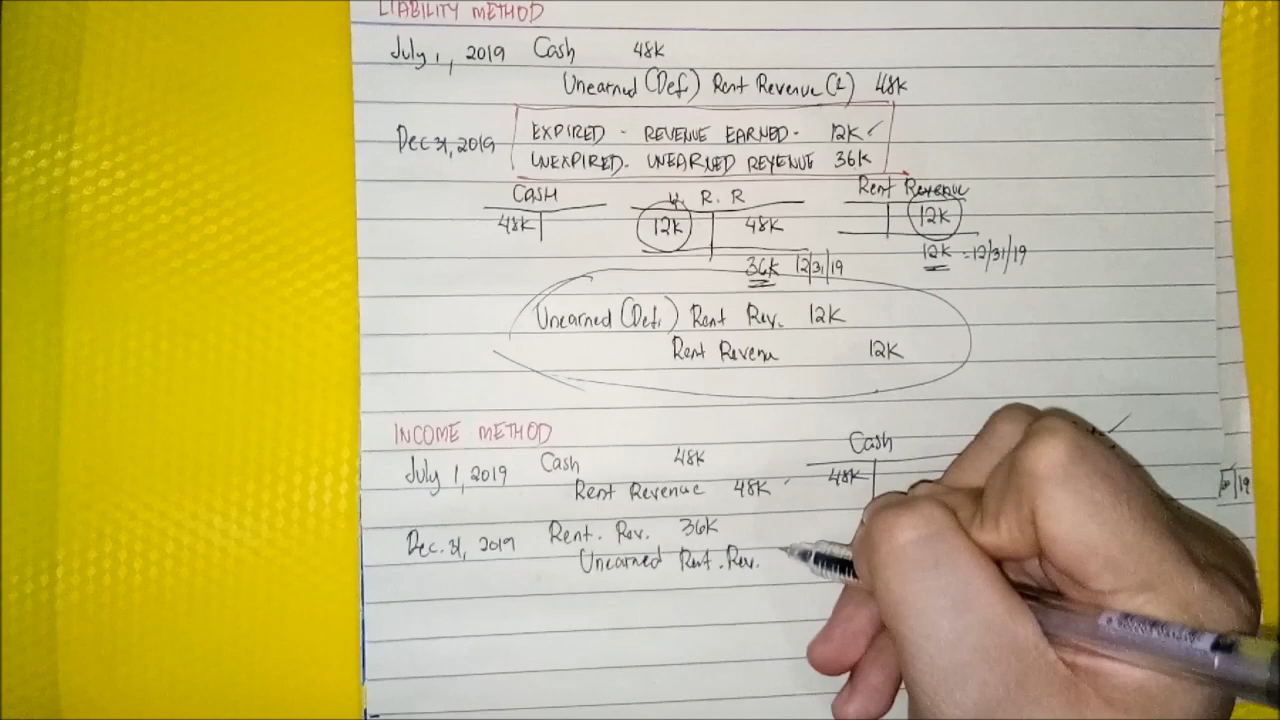 LIABILITY METHOD
July 1, 2019 Cash 48K
Unearned (Def.) Rent Revenue (L) 48K
Dec 31, 2019
EXPIRED - REVENUE EARNED - 12K ✓
UNEXPIRED - UNEARNED REVENUE 36K
CASH U. R. R Rent Revenue
48K 12K 48K 12K
36K 12/31/19 12K - 12/31/19
Unearned (Def.) Rent Rev. 12K
Rent Revenue 12K
INCOME METHOD
July 1, 2019 Cash 48K
Rent Revenue 48K
Cash
48K
Dec. 31, 2019 Rent. Rev. 36K
Unearned Rent. Rev.